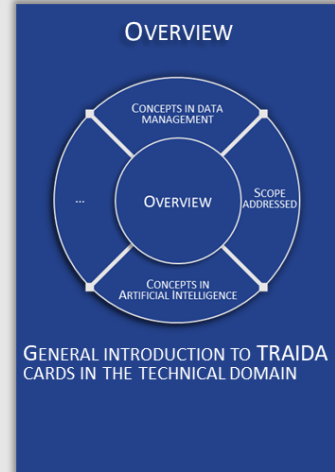 OVERVIEW
CONCEPTS IN DATA
MANAGEMENT
...
OVERVIEW
SCOPE
ADDRESSED
CONCEPTS IN
ARTIFICIAL INTELLIGENCE
GENERAL INTRODUCTION TO TRAIDA
CARDS IN THE TECHNICAL DOMAIN